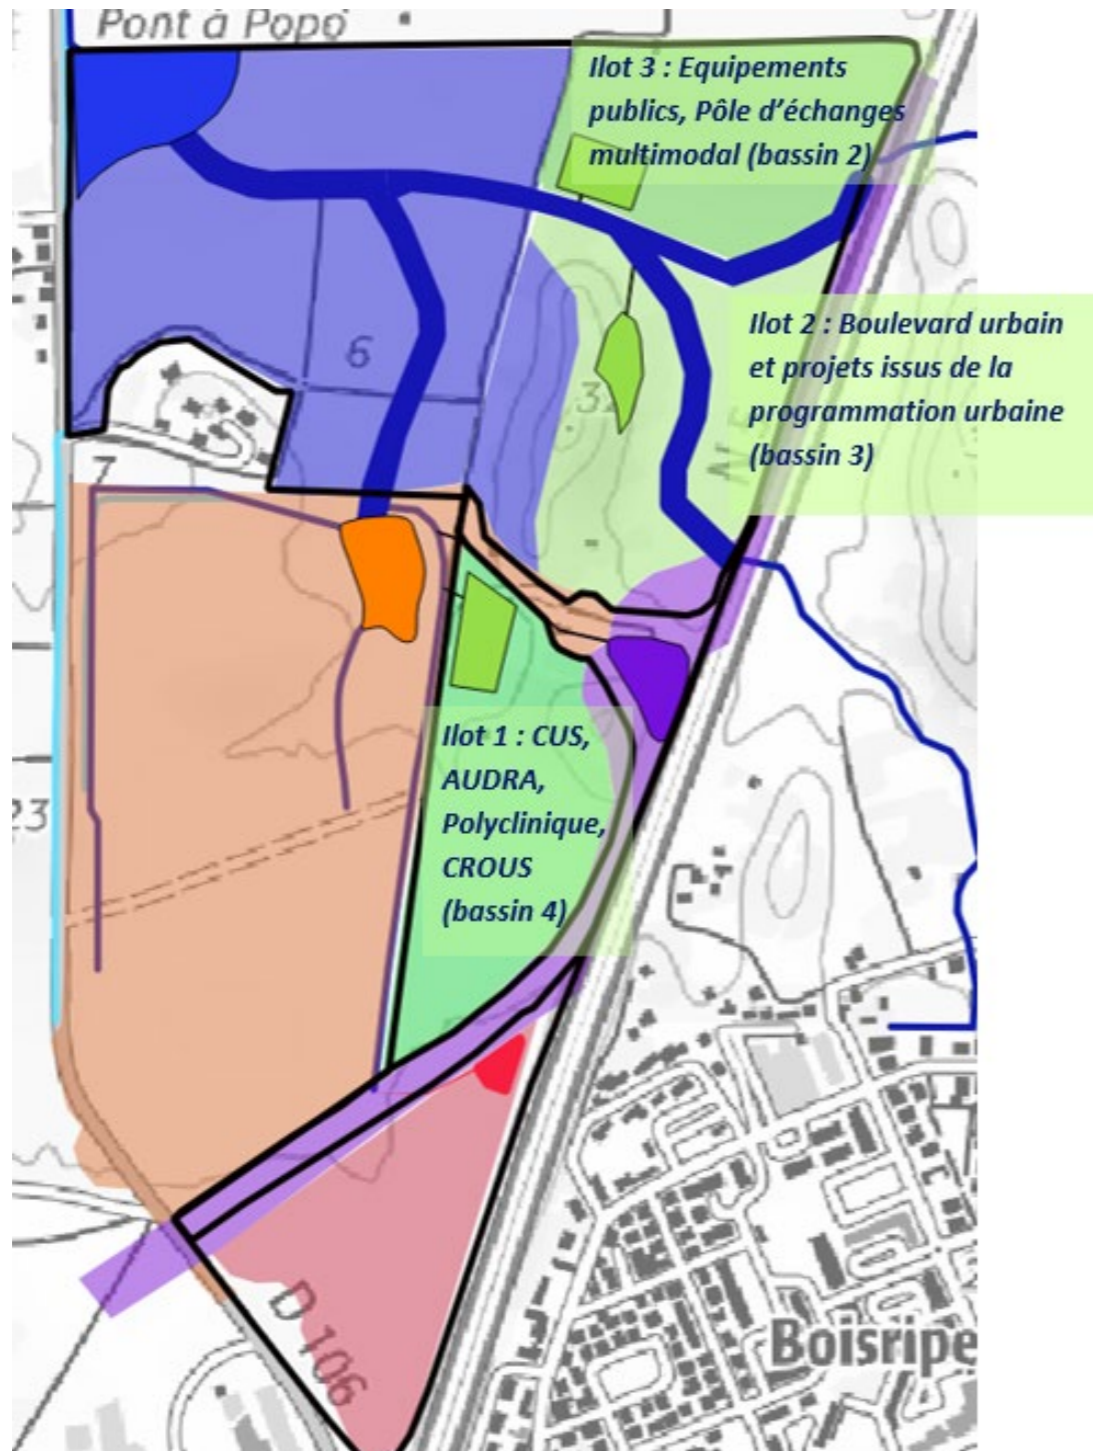 Pont à Popo
Ilot 3 : Equipements
publics, Pôle d'échanges
multimodal (bassin 2)
Ilot 2 : Boulevard urbain
et projets issus de la
programmation urbaine
(bassin 3)
6
7
Ilot 1 : CUS,
AUDRA,
Polyclinique,
CROUS
(bassin 4)
23
D 106
Boisripe